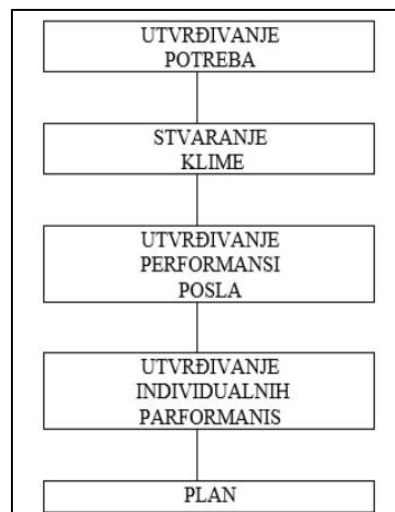 UTVRĐIVANJE
POTREBA
STVARANJE
KLIME
UTVRĐIVANJE
PERFORMANSI
POSLA
UTVRĐIVANJE
INDIVIDUALNIH
PARFORMANIS
PLAN